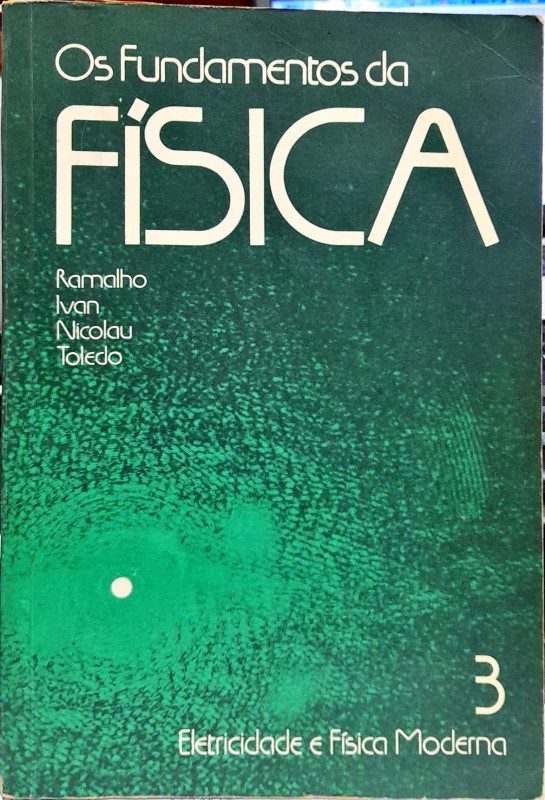 Os Fundamentos da
FÍSICA
Ramalho
Ivan
Nicolau
Toledo
3
Eletricidade e Física Moderna